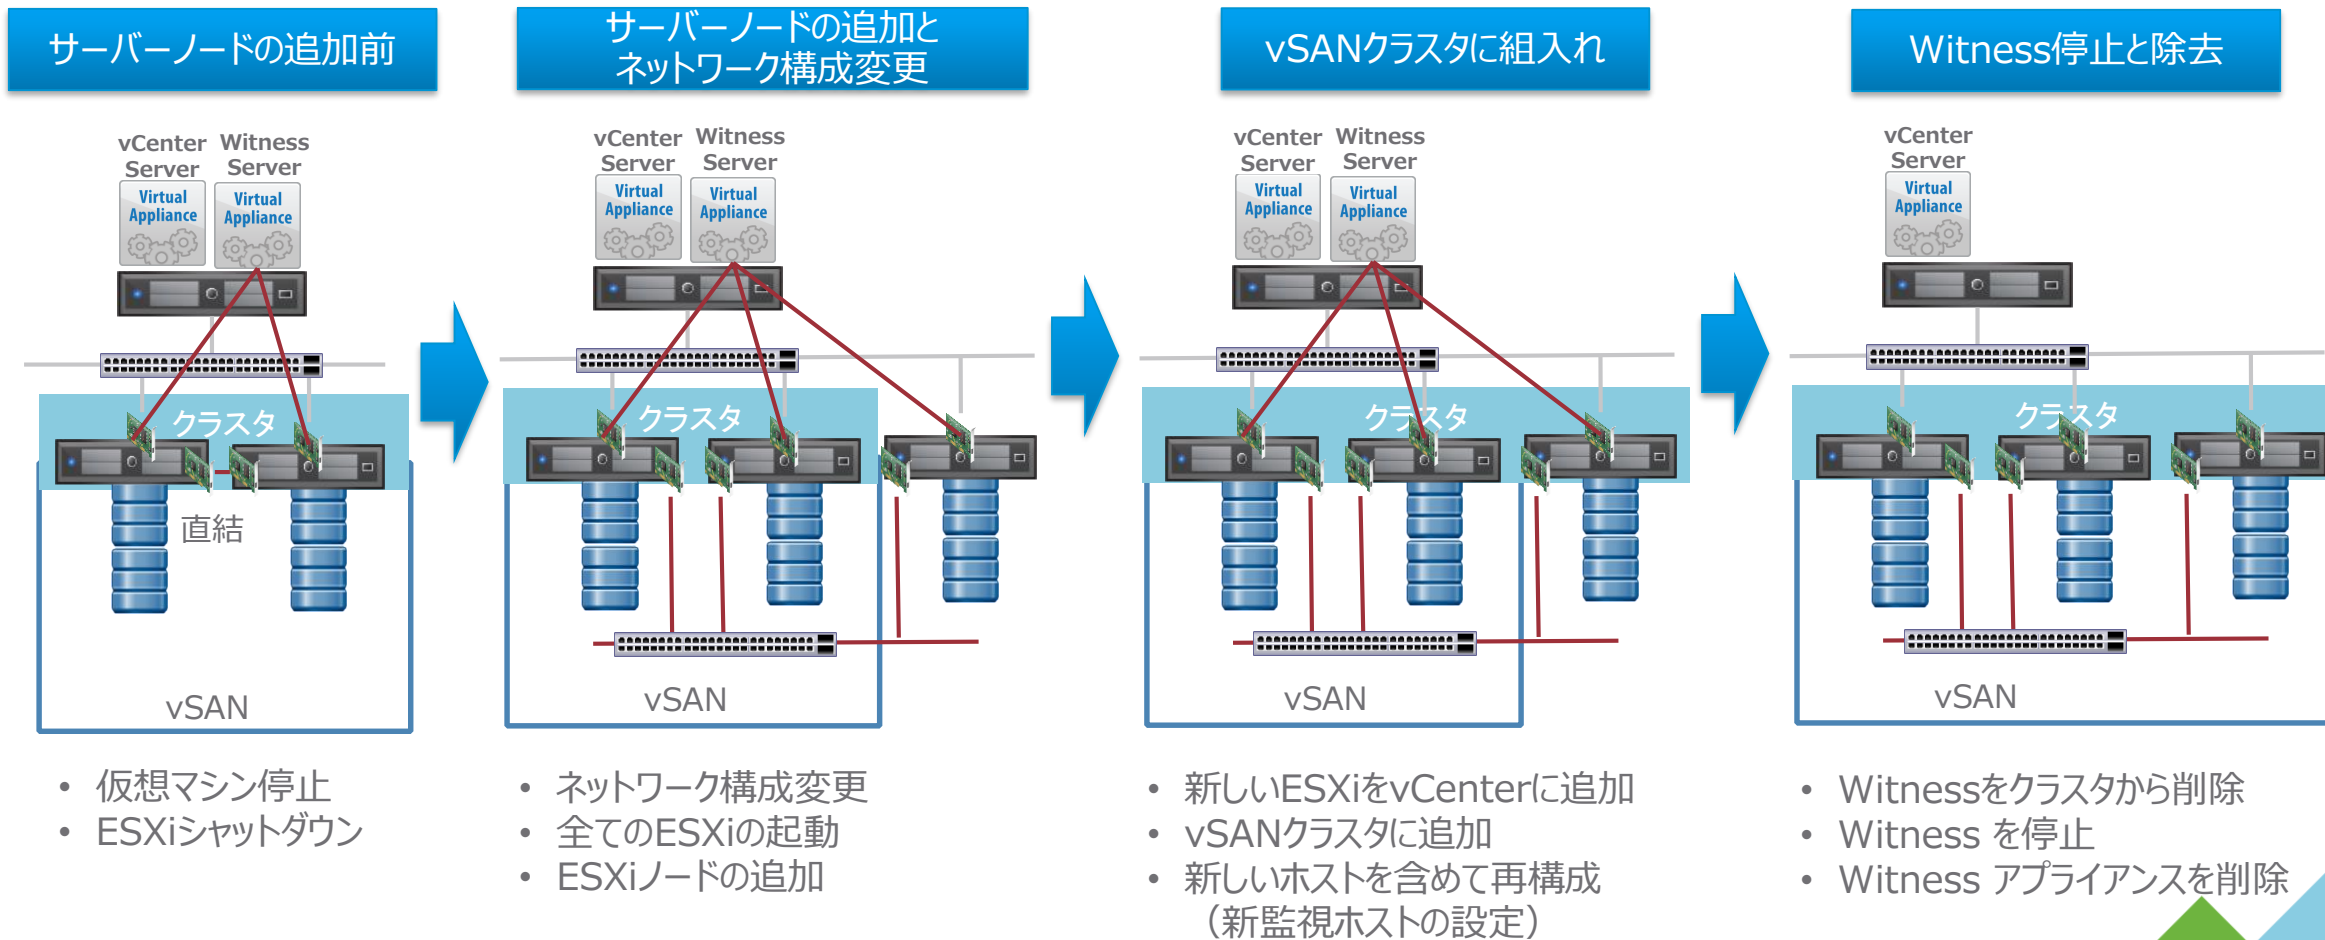 サーバーノードの追加前
vCenter Witness
Server Server
Virtual Appliance
Virtual Appliance
クラスタ
直結
vSAN
• 仮想マシン停止
• ESXiシャットダウン
サーバーノードの追加と
ネットワーク構成変更
vCenter Witness
Server Server
Virtual Appliance
Virtual Appliance
クラスタ
vSAN
• ネットワーク構成変更
• 全てのESXiの起動
• ESXiノードの追加
vSANクラスタに組入れ
vCenter Witness
Server Server
Virtual Appliance
Virtual Appliance
クラスタ
vSAN
• 新しいESXiをvCenterに追加
• vSANクラスタに追加
• 新しいホストを含めて再構成
（新監視ホストの設定）
Witness停止と除去
vCenter
Server
Virtual Appliance
クラスタ
vSAN
• Witnessをクラスタから削除
• Witness を停止
• Witness アプライアンスを削除